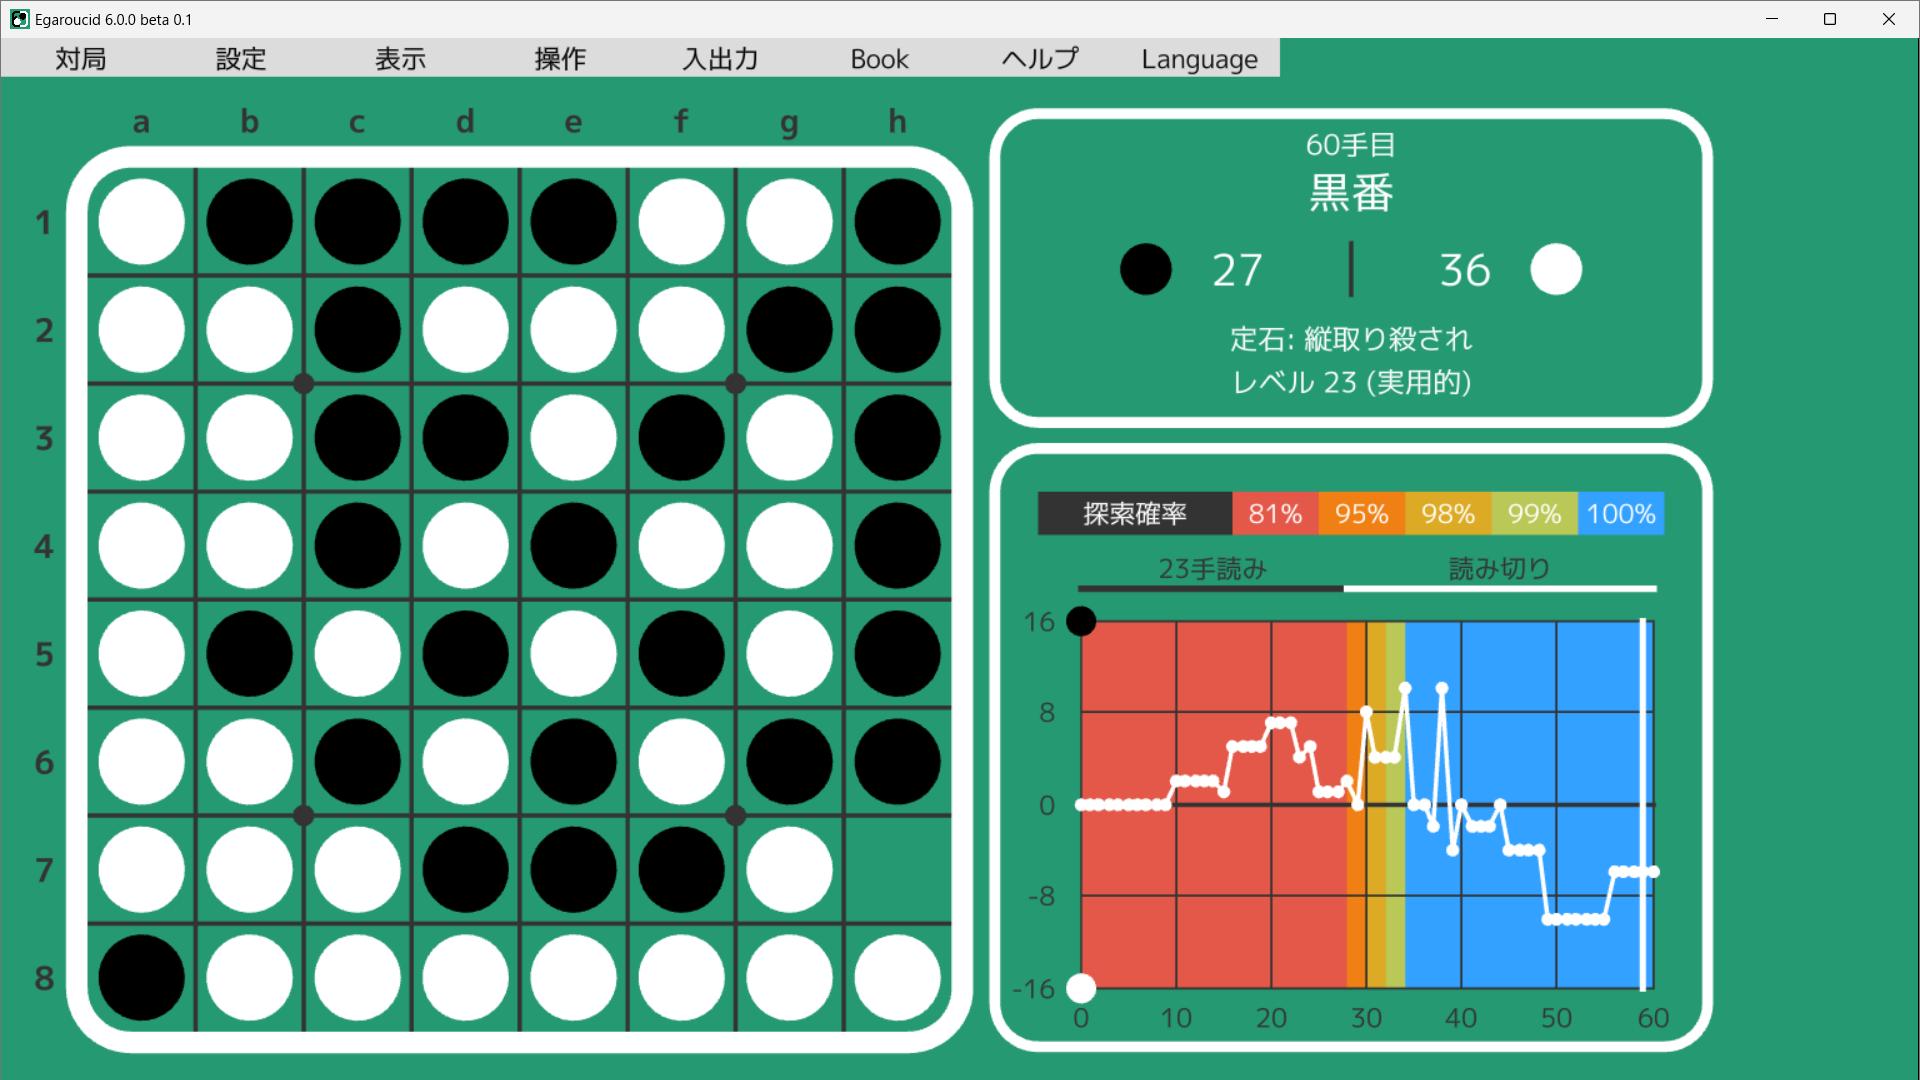 Egaroucid 6.0.0 beta 0.1
対局 設定 表示 操作 入出力 Book ヘルプ Language
a b c d e f g h
1
2
3
4
5
6
7
8
60手目
黒番
27 36
定石: 縦取り殺され
レベル 23 (実用的)
探索確率 81% 95% 98% 99% 100%
23手読み 読み切り
16
8
0
-8
-16
0 10 20 30 40 50 60